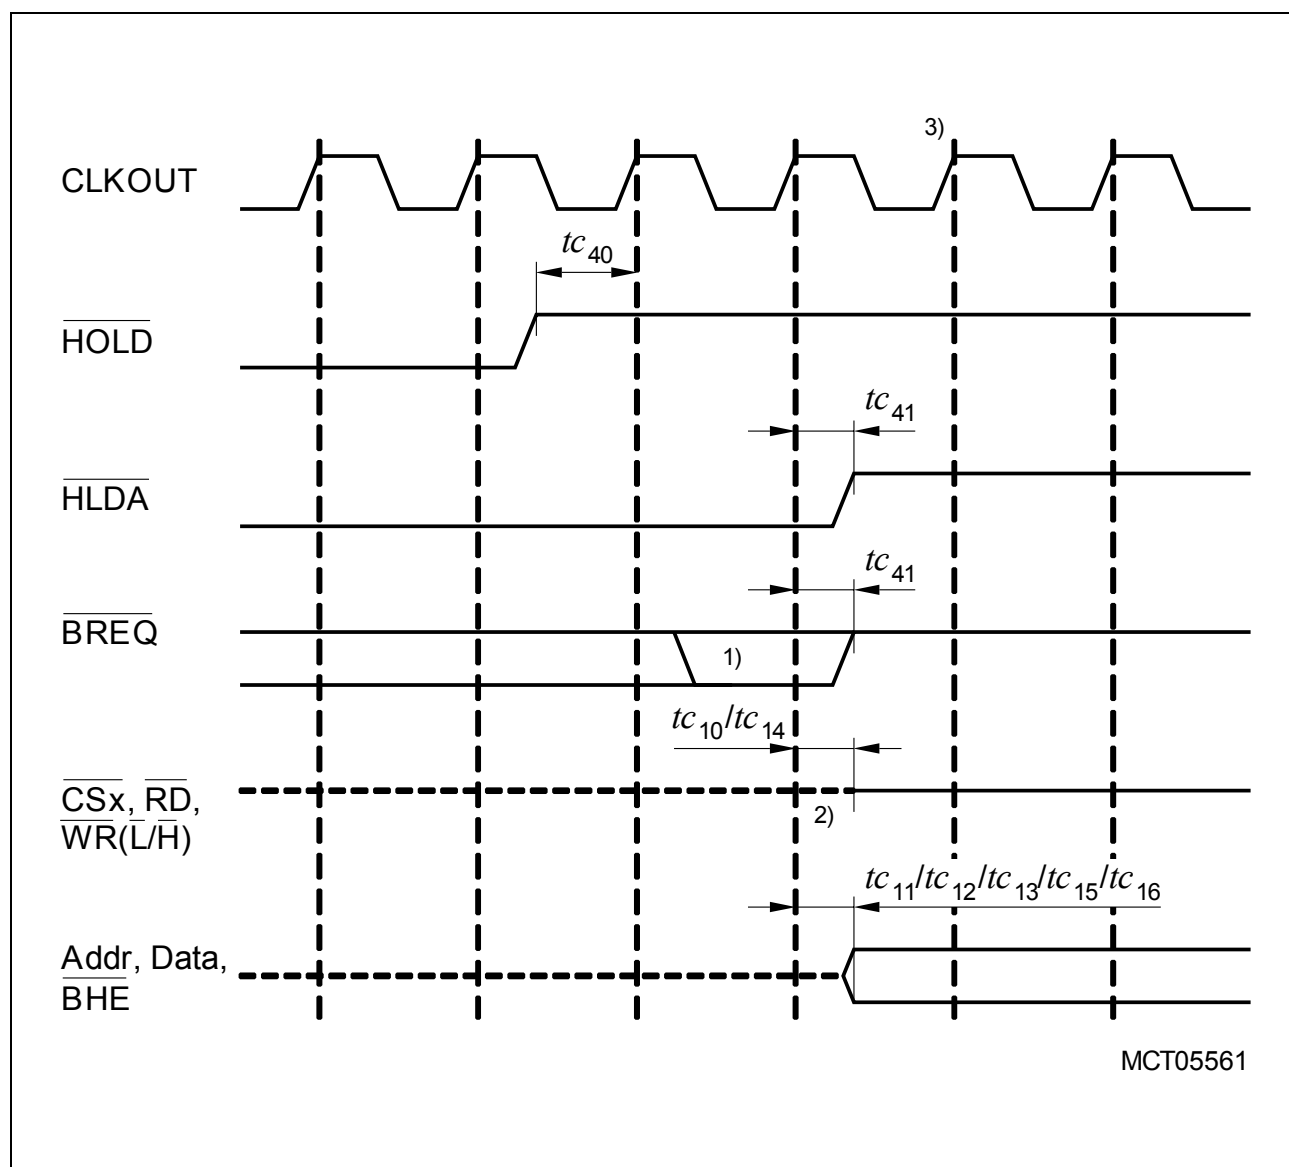 3)
CLKOUT
tc40
HOLD
tc41
HLDA
tc41
BREQ
1)
tc10/tc14
CSx, RD,
WR(L/H)
2)
tc11/tc12/tc13/tc15/tc16
Addr, Data,
BHE
MCT05561